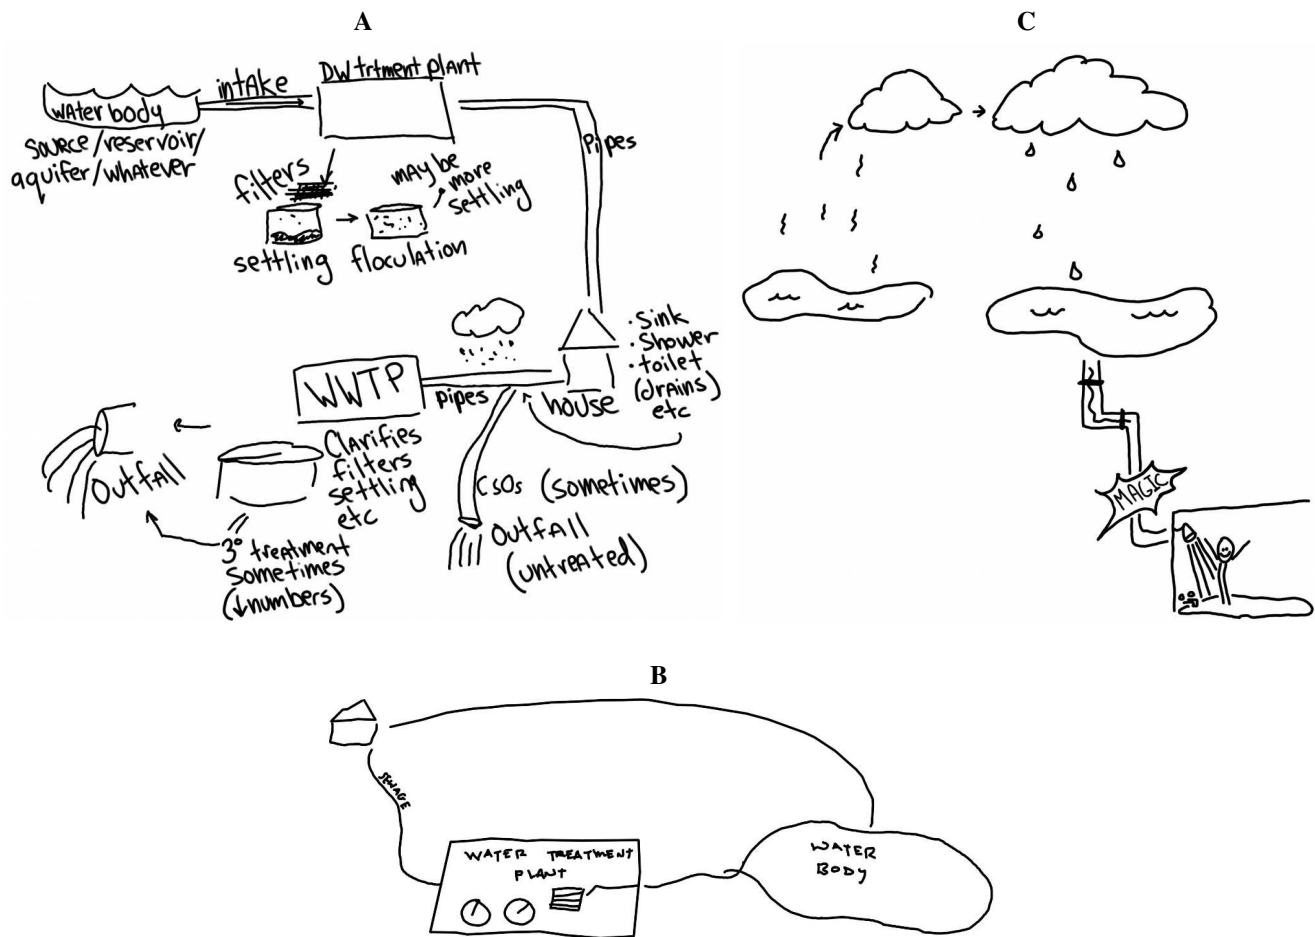 A
intAke
DW trtment plant
WAter body
SOURCE/reservoir/
aquifer/whatever
Pipes
filters
mAy be
more
settling
settling
floculAtion
• Sink
• Shower
• toilet
(drAins)
etc
WWTP
pipes
house
OutfAll
ClArifies
filters
settling
etc
CSOs (sometimes)
OutfAll
(untreated)
3° treatment
Sometimes
(↓numbers)
C
MAGIC
B
SEWAGE
WATER TREATMENT
PLANT
WATER
BODY